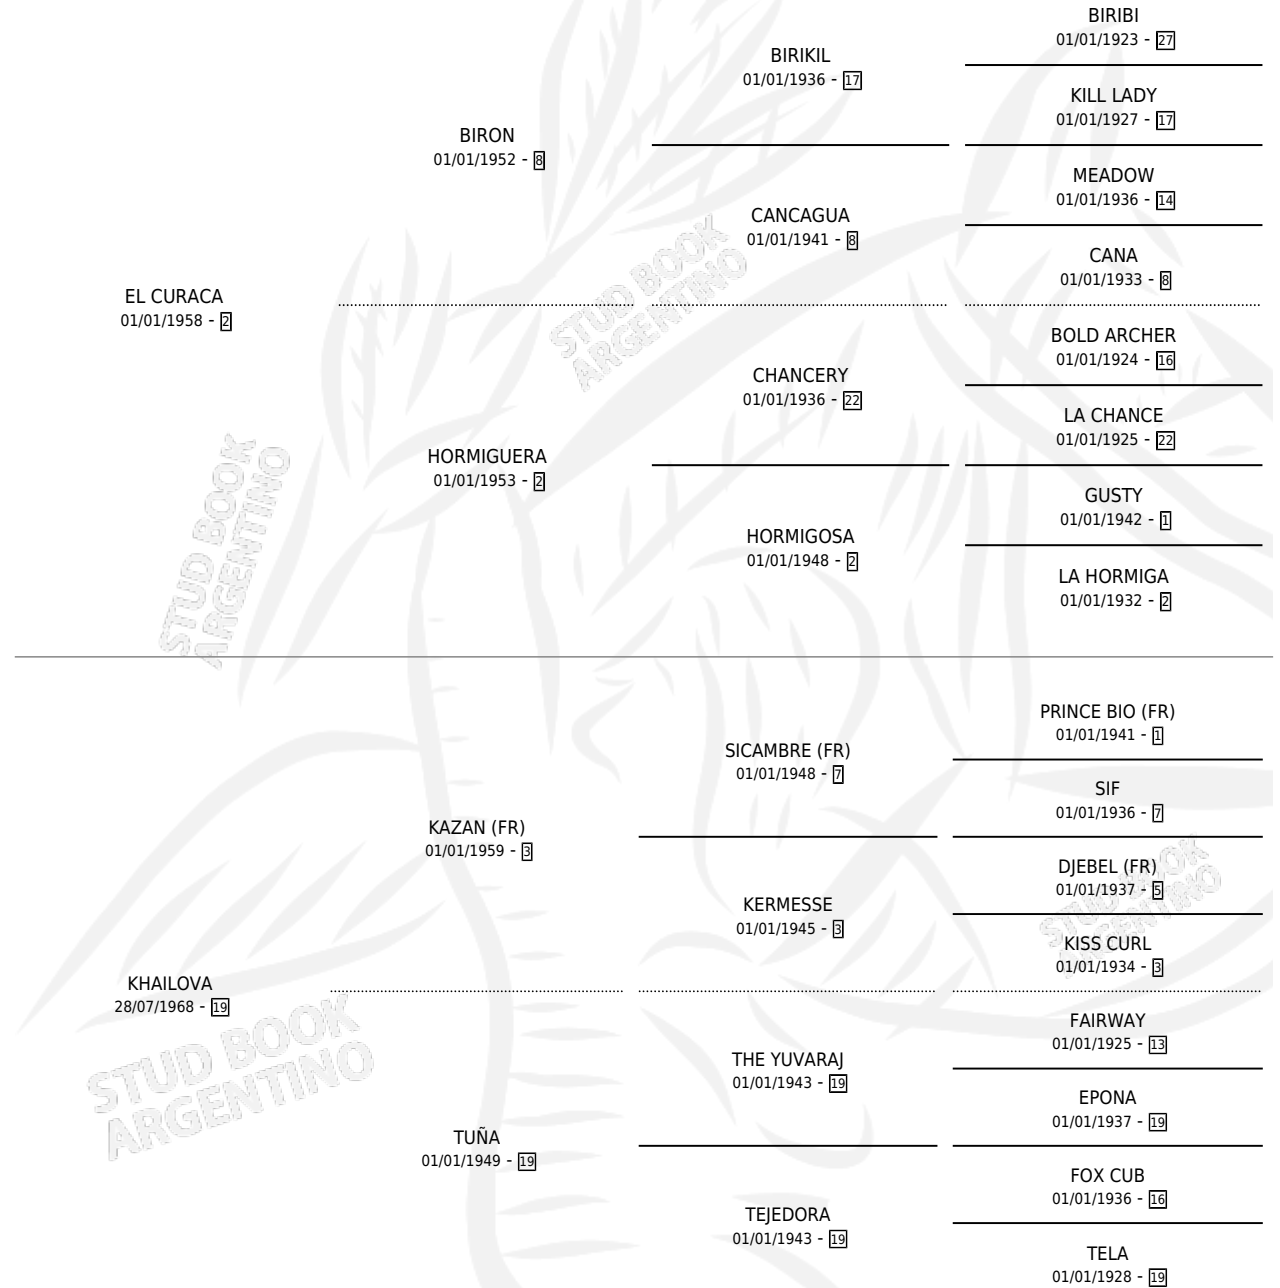 BIRIBI
01/01/1923 - 27
BIRIKIL
01/01/1936 - 17
KILL LADY
01/01/1927 - 17
BIRON
01/01/1952 - 8
MEADOW
01/01/1936 - 14
CANCAGUA
01/01/1941 - 8
CANA
01/01/1933 - 8
EL CURACA
01/01/1958 - 2
BOLD ARCHER
01/01/1924 - 16
CHANCERY
01/01/1936 - 22
LA CHANCE
01/01/1925 - 22
HORMIGUERA
01/01/1953 - 2
GUSTY
01/01/1942 - 1
HORMIGOSA
01/01/1948 - 2
LA HORMIGA
01/01/1932 - 2
PRINCE BIO (FR)
01/01/1941 - 1
SICAMBRE (FR)
01/01/1948 - 7
SIF
01/01/1936 - 7
KAZAN (FR)
01/01/1959 - 3
DJEBEL (FR)
01/01/1937 - 5
KERMESSE
01/01/1945 - 3
KISS CURL
01/01/1934 - 3
KHAILOVA
28/07/1968 - 19
FAIRWAY
01/01/1925 - 13
THE YUVARAJ
01/01/1943 - 19
EPONA
01/01/1937 - 19
TUÑA
01/01/1949 - 19
FOX CUB
01/01/1936 - 16
TEJEDORA
01/01/1943 - 19
TELA
01/01/1928 - 19
STUD BOOK
ARGENTINO
STUD BOOK
ARGENTINO
STUD BOOK
ARGENTINO
STUD BOOK
ARGENTINO